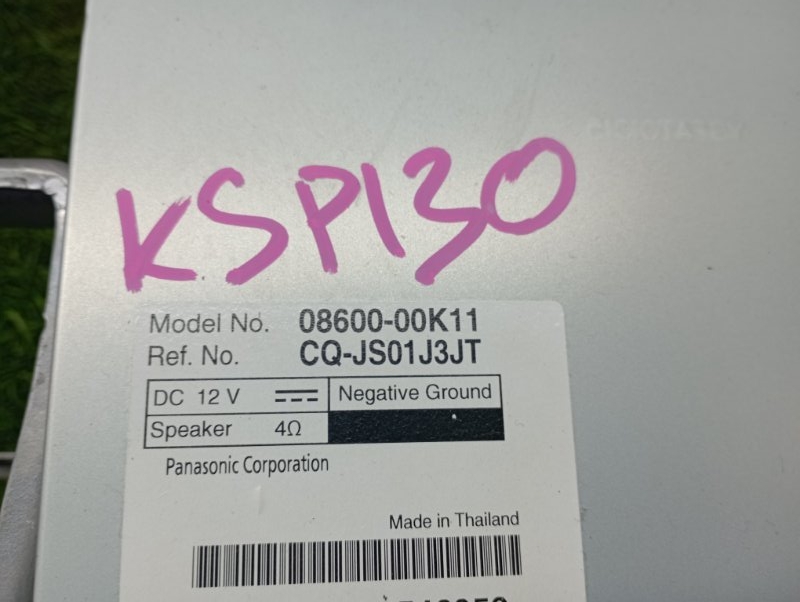 KSP130
Model No. 08600-00K11
Ref. No. CQ-JS01J3JT
DC 12 V Negative Ground
Speaker 4Ω
Panasonic Corporation
Made in Thailand